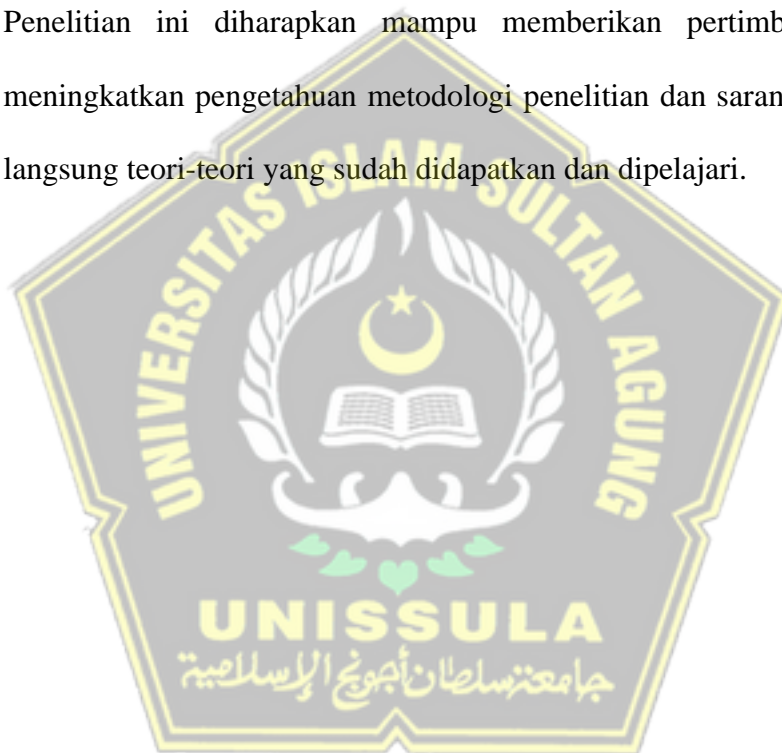 Penelitian ini diharapkan mampu memberikan pertimb
meningkatkan pengetahuan metodologi penelitian dan saran
langsung teori-teori yang sudah didapatkan dan dipelajari.
UNIVERSITAS ISLAM SULTAN AGUNG
UNISSULA
جامعة سلطان أجونج الإسلامية